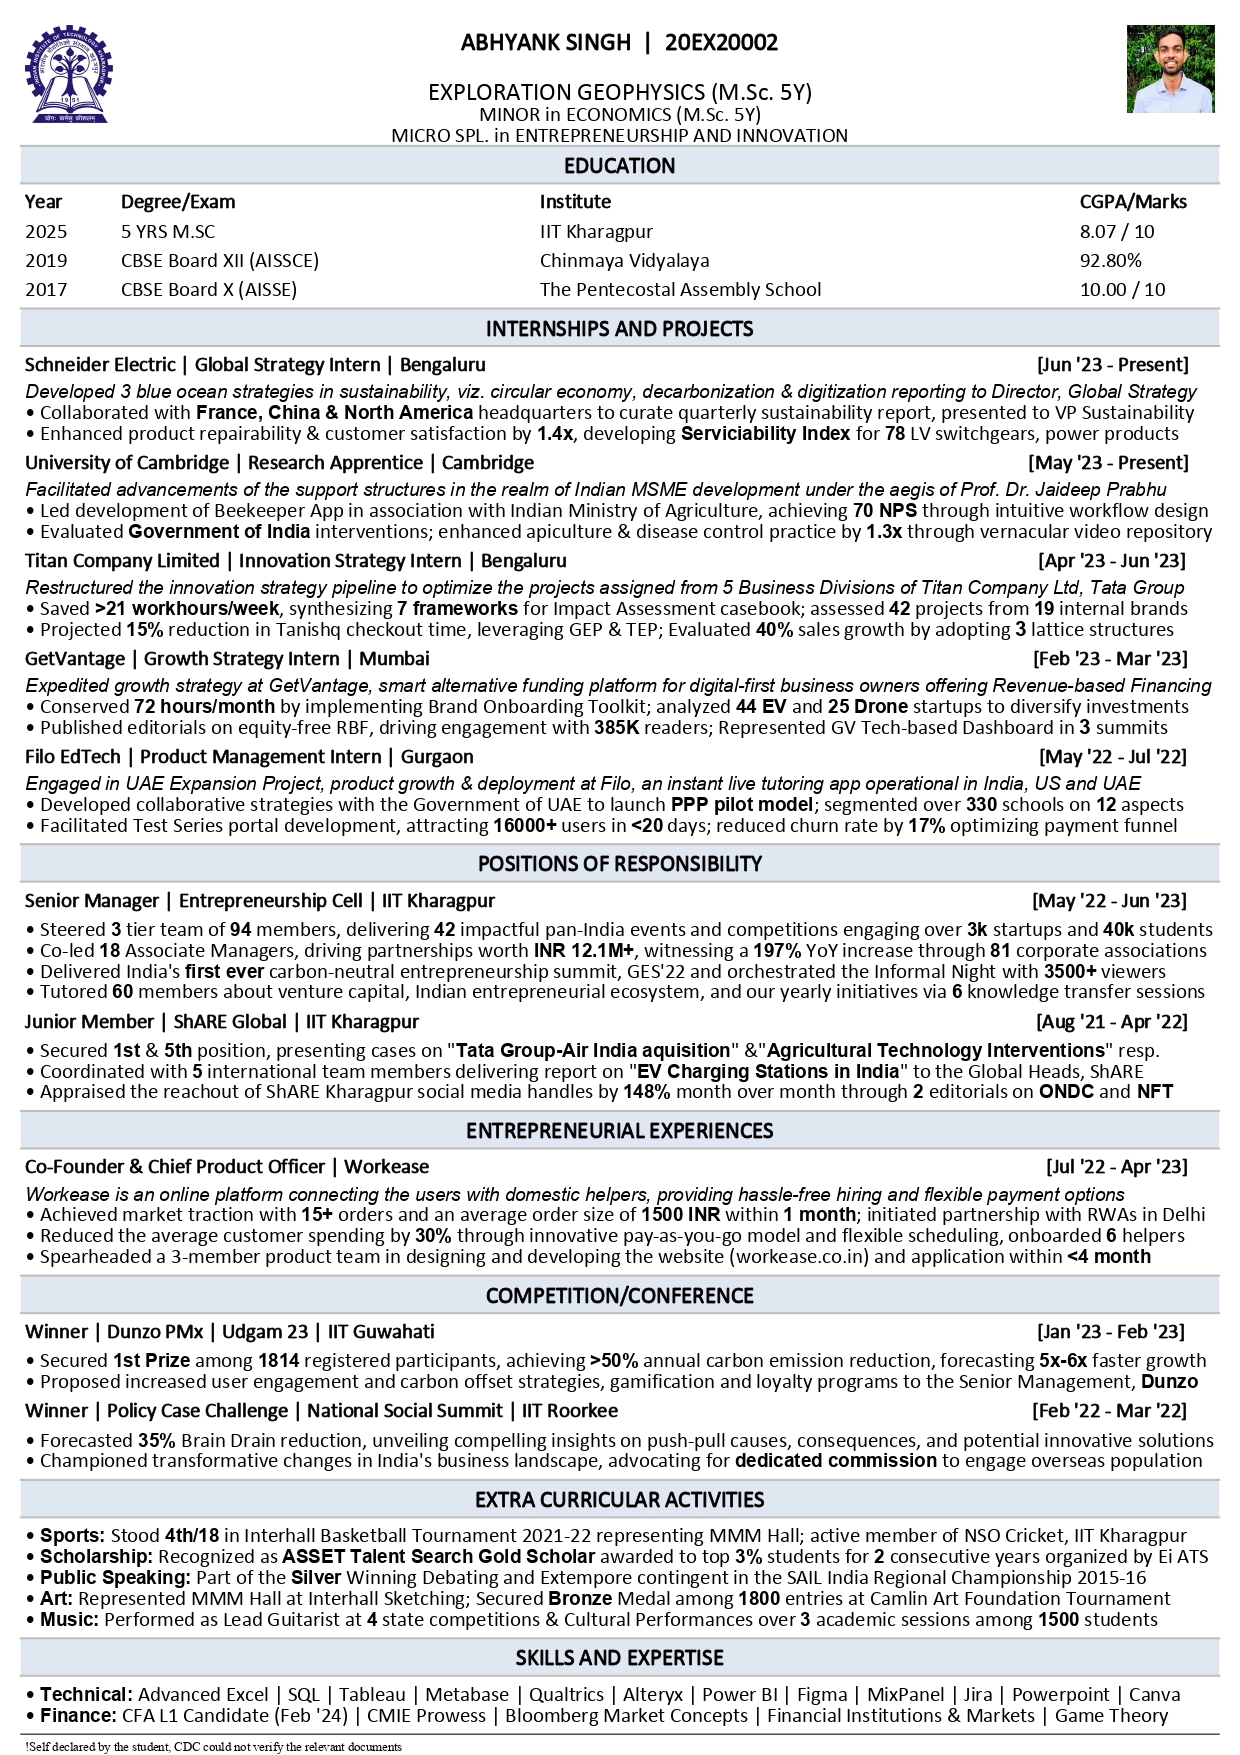 ABHYANK SINGH | 20EX20002
EXPLORATION GEOPHYSICS (M.Sc. 5Y)
MINOR in ECONOMICS (M.Sc. 5Y)
MICRO SPL. in ENTREPRENEURSHIP AND INNOVATION
INDIAN INSTITUTE OF TECHNOLOGY KHARAGPUR
1951
योगः कर्मसु कौशलम्
EDUCATION
Year Degree/Exam Institute CGPA/Marks
2025 5 YRS M.SC IIT Kharagpur 8.07 / 10
2019 CBSE Board XII (AISSCE) Chinmaya Vidyalaya 92.80%
2017 CBSE Board X (AISSE) The Pentecostal Assembly School 10.00 / 10
INTERNSHIPS AND PROJECTS
Schneider Electric | Global Strategy Intern | Bengaluru [Jun '23 - Present]
Developed 3 blue ocean strategies in sustainability, viz. circular economy, decarbonization & digitization reporting to Director, Global Strategy
• Collaborated with France, China & North America headquarters to curate quarterly sustainability report, presented to VP Sustainability
• Enhanced product repairability & customer satisfaction by 1.4x, developing Serviciability Index for 78 LV switchgears, power products
University of Cambridge | Research Apprentice | Cambridge [May '23 - Present]
Facilitated advancements of the support structures in the realm of Indian MSME development under the aegis of Prof. Dr. Jaideep Prabhu
• Led development of Beekeeper App in association with Indian Ministry of Agriculture, achieving 70 NPS through intuitive workflow design
• Evaluated Government of India interventions; enhanced apiculture & disease control practice by 1.3x through vernacular video repository
Titan Company Limited | Innovation Strategy Intern | Bengaluru [Apr '23 - Jun '23]
Restructured the innovation strategy pipeline to optimize the projects assigned from 5 Business Divisions of Titan Company Ltd, Tata Group
• Saved >21 workhours/week, synthesizing 7 frameworks for Impact Assessment casebook; assessed 42 projects from 19 internal brands
• Projected 15% reduction in Tanishq checkout time, leveraging GEP & TEP; Evaluated 40% sales growth by adopting 3 lattice structures
GetVantage | Growth Strategy Intern | Mumbai [Feb '23 - Mar '23]
Expedited growth strategy at GetVantage, smart alternative funding platform for digital-first business owners offering Revenue-based Financing
• Conserved 72 hours/month by implementing Brand Onboarding Toolkit; analyzed 44 EV and 25 Drone startups to diversify investments
• Published editorials on equity-free RBF, driving engagement with 385K readers; Represented GV Tech-based Dashboard in 3 summits
Filo EdTech | Product Management Intern | Gurgaon [May '22 - Jul '22]
Engaged in UAE Expansion Project, product growth & deployment at Filo, an instant live tutoring app operational in India, US and UAE
• Developed collaborative strategies with the Government of UAE to launch PPP pilot model; segmented over 330 schools on 12 aspects
• Facilitated Test Series portal development, attracting 16000+ users in <20 days; reduced churn rate by 17% optimizing payment funnel
POSITIONS OF RESPONSIBILITY
Senior Manager | Entrepreneurship Cell | IIT Kharagpur [May '22 - Jun '23]
• Steered 3 tier team of 94 members, delivering 42 impactful pan-India events and competitions engaging over 3k startups and 40k students
• Co-led 18 Associate Managers, driving partnerships worth INR 12.1M+, witnessing a 197% YoY increase through 81 corporate associations
• Delivered India's first ever carbon-neutral entrepreneurship summit, GES'22 and orchestrated the Informal Night with 3500+ viewers
• Tutored 60 members about venture capital, Indian entrepreneurial ecosystem, and our yearly initiatives via 6 knowledge transfer sessions
Junior Member | ShARE Global | IIT Kharagpur [Aug '21 - Apr '22]
• Secured 1st & 5th position, presenting cases on "Tata Group-Air India aquisition" &"Agricultural Technology Interventions" resp.
• Coordinated with 5 international team members delivering report on "EV Charging Stations in India" to the Global Heads, ShARE
• Appraised the reachout of ShARE Kharagpur social media handles by 148% month over month through 2 editorials on ONDC and NFT
ENTREPRENEURIAL EXPERIENCES
Co-Founder & Chief Product Officer | Workease [Jul '22 - Apr '23]
Workease is an online platform connecting the users with domestic helpers, providing hassle-free hiring and flexible payment options
• Achieved market traction with 15+ orders and an average order size of 1500 INR within 1 month; initiated partnership with RWAs in Delhi
• Reduced the average customer spending by 30% through innovative pay-as-you-go model and flexible scheduling, onboarded 6 helpers
• Spearheaded a 3-member product team in designing and developing the website (workease.co.in) and application within <4 month
COMPETITION/CONFERENCE
Winner | Dunzo PMx | Udgam 23 | IIT Guwahati [Jan '23 - Feb '23]
• Secured 1st Prize among 1814 registered participants, achieving >50% annual carbon emission reduction, forecasting 5x-6x faster growth
• Proposed increased user engagement and carbon offset strategies, gamification and loyalty programs to the Senior Management, Dunzo
Winner | Policy Case Challenge | National Social Summit | IIT Roorkee [Feb '22 - Mar '22]
• Forecasted 35% Brain Drain reduction, unveiling compelling insights on push-pull causes, consequences, and potential innovative solutions
• Championed transformative changes in India's business landscape, advocating for dedicated commission to engage overseas population
EXTRA CURRICULAR ACTIVITIES
• Sports: Stood 4th/18 in Interhall Basketball Tournament 2021-22 representing MMM Hall; active member of NSO Cricket, IIT Kharagpur
• Scholarship: Recognized as ASSET Talent Search Gold Scholar awarded to top 3% students for 2 consecutive years organized by Ei ATS
• Public Speaking: Part of the Silver Winning Debating and Extempore contingent in the SAIL India Regional Championship 2015-16
• Art: Represented MMM Hall at Interhall Sketching; Secured Bronze Medal among 1800 entries at Camlin Art Foundation Tournament
• Music: Performed as Lead Guitarist at 4 state competitions & Cultural Performances over 3 academic sessions among 1500 students
SKILLS AND EXPERTISE
• Technical: Advanced Excel | SQL | Tableau | Metabase | Qualtrics | Alteryx | Power BI | Figma | MixPanel | Jira | Powerpoint | Canva
• Finance: CFA L1 Candidate (Feb '24) | CMIE Prowess | Bloomberg Market Concepts | Financial Institutions & Markets | Game Theory
!Self declared by the student, CDC could not verify the relevant documents